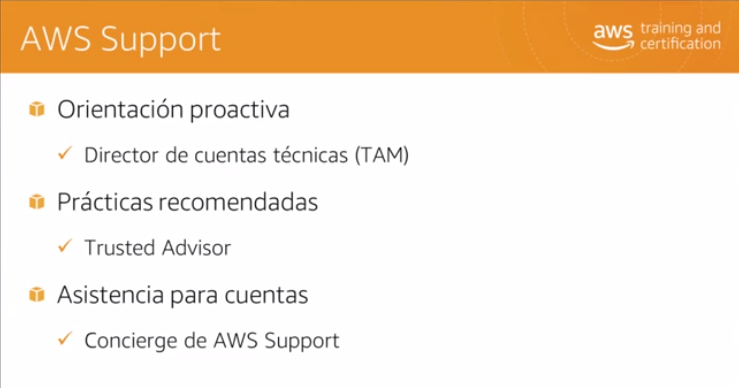 AWS Support
aws training and
certification
Orientación proactiva
Director de cuentas técnicas (TAM)
Prácticas recomendadas
Trusted Advisor
Asistencia para cuentas
Concierge de AWS Support